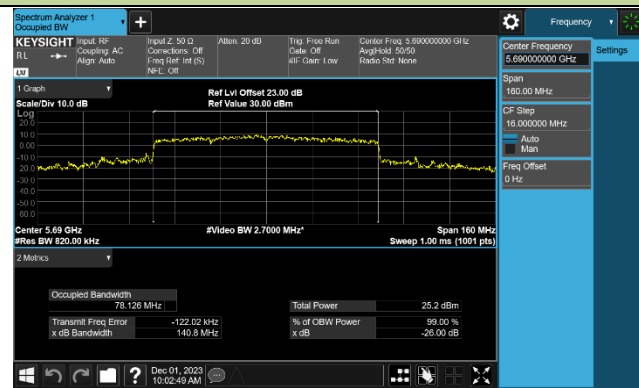 Spectrum Analyzer 1
Occupied BW
Frequency
KEYSIGHT
RL
LXI
Input: RF
Coupling: AC
Align: Auto
Input Z: 50 Ω
Corrections: Off
Freq Ref: Int (S)
NFE: Off
Atten: 20 dB
Trig: Free Run
Gate: Off
#IF Gain: Low
Center Freq: 5.690000000 GHz
Avg|Hold: 50/50
Radio Std: None
Center Frequency
5.690000000 GHz
Settings
Span
160.00 MHz
CF Step
16.000000 MHz
Auto
Man
Freq Offset
0 Hz
1 Graph
Scale/Div 10.0 dB
Ref Lvl Offset 23.00 dB
Ref Value 30.00 dBm
Log
20.0
10.0
0.00
-10.0
-20.0
-30.0
-40.0
-50.0
-60.0
Center 5.69 GHz
#Video BW 2.7000 MHz*
Span 160 MHz
#Res BW 820.00 kHz
Sweep 1.00 ms (1001 pts)
2 Metrics
Occupied Bandwidth
78.126 MHz
Total Power 25.2 dBm
Transmit Freq Error -122.02 kHz
% of OBW Power 99.00 %
x dB Bandwidth 140.8 MHz
x dB -26.00 dB
Dec 01, 2023
10:02:49 AM